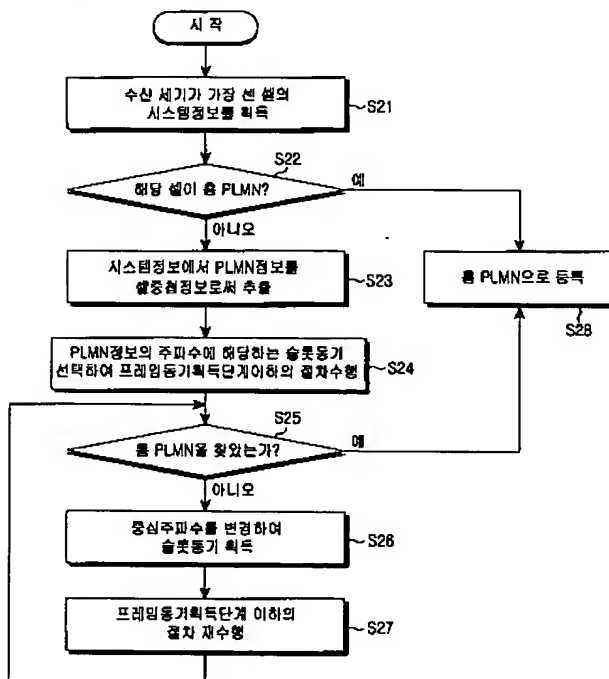 시 작
수신 세기가 가장 센 셀의
시스템정보를 획득
S21
S22
해당 셀이 홈 PLMN?
예
아니오
시스템정보에서 PLMN정보를
셀중첩정보로써 추출
S23
홈 PLMN으로 등록
S28
PLMN정보의 주파수에 해당하는 슬롯동기
선택하여 프레임동기획득단계이하의 절차수행
S24
S25
홈 PLMN을 찾았는가?
예
아니오
중심주파수를 변경하여
슬롯동기 획득
S26
프레임동기획득단계 이하의
절차 재수행
S27